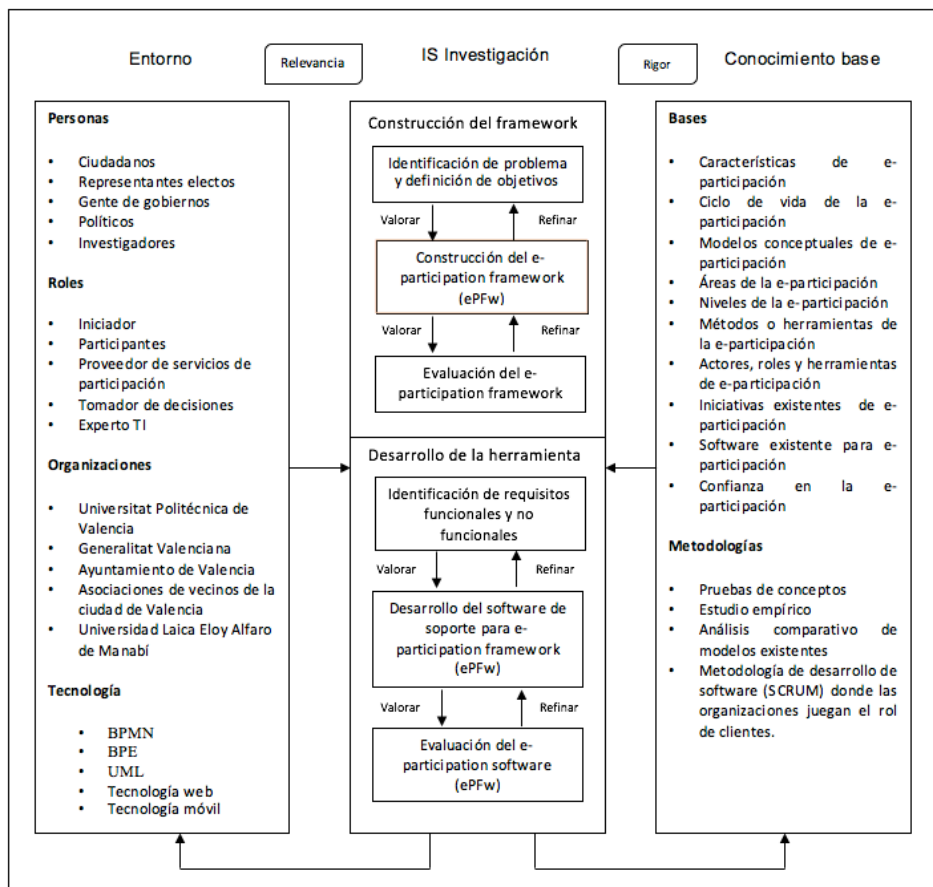 Entorno
Relevancia
IS Investigación
Rigor
Conocimiento base
Personas
• Ciudadanos
• Representantes electos
• Gente de gobiernos
• Políticos
• Investigadores
Roles
• Iniciador
• Participantes
• Proveedor de servicios de
participación
• Tomador de decisiones
• Experto TI
Organizaciones
• Universitat Politécnica de
Valencia
• Generalitat Valenciana
• Ayuntamiento de Valencia
• Asociaciones de vecinos de la
ciudad de Valencia
• Universidad Laica Eloy Alfaro
de Manabí
Tecnología
• BPMN
• BPE
• UML
• Tecnología web
• Tecnología móvil
Construcción del framework
Identificación de problema
y definición de objetivos
Valorar
Refinar
Construcción del e-
participation framework
(ePFw)
Valorar
Refinar
Evaluación del e-
participation framework
Desarrollo de la herramienta
Identificación de requisitos
funcionales y no
funcionales
Valorar
Refinar
Desarrollo del software de
soporte para e-
participation framework
(ePFw)
Valorar
Refinar
Evaluación del e-
participation software
(ePFw)
Bases
• Características de e-
participación
• Ciclo de vida de la e-
participación
• Modelos conceptuales de e-
participación
• Áreas de la e-participación
• Niveles de la e-participación
• Métodos o herramientas de
la e-participación
• Actores, roles y herramientas
de e-participación
• Iniciativas existentes de e-
participación
• Software existente para e-
participación
• Confianza en la e-
participación
Metodologías
• Pruebas de conceptos
• Estudio empírico
• Análisis comparativo de
modelos existentes
• Metodología de desarrollo de
software (SCRUM) donde las
organizaciones juegan el rol
de clientes.